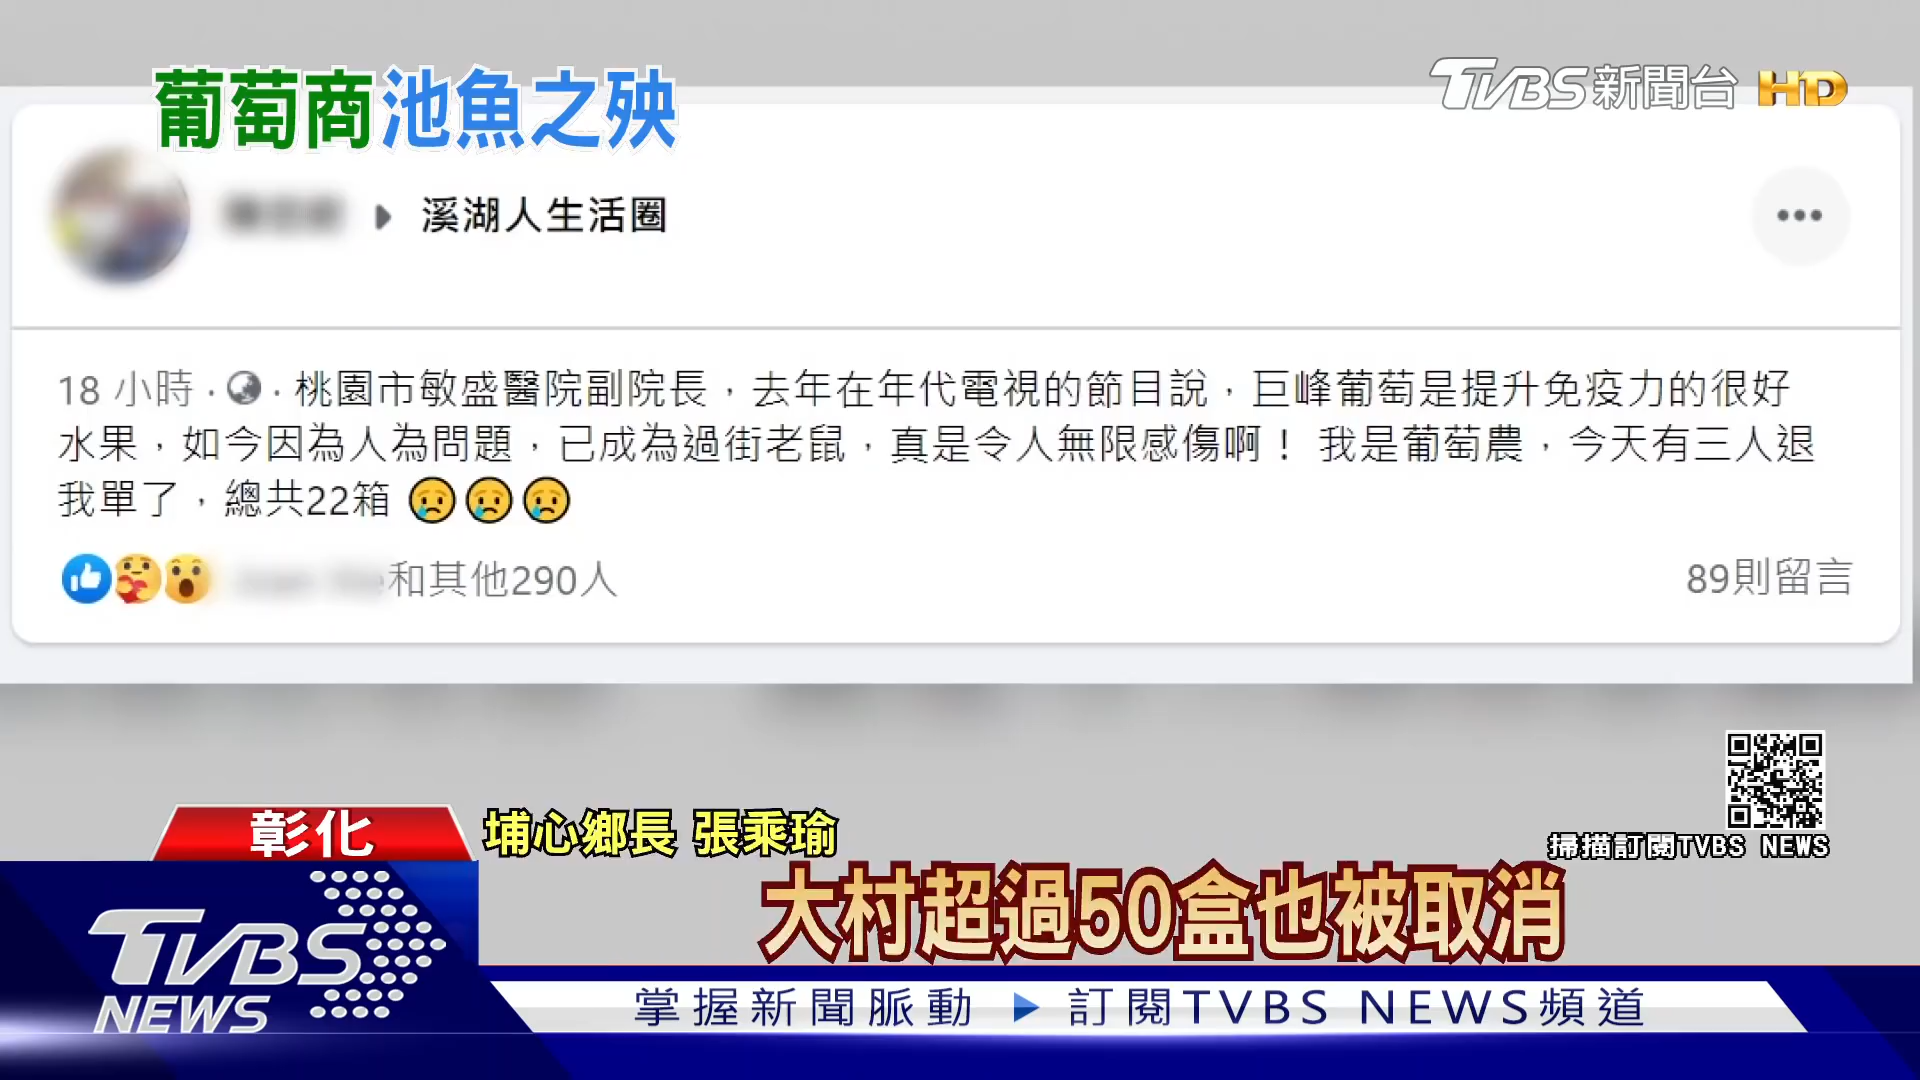 葡萄商池魚之殃
TVBS新聞台 HD
溪湖人生活圈
18 小時 · 桃園市敏盛醫院副院長，去年在年代電視的節目說，巨峰葡萄是提升免疫力的很好
水果，如今因為人為問題，已成為過街老鼠，真是令人無限感傷啊！ 我是葡萄農，今天有三人退
我單了，總共22箱 😢😢😢
和其他290人
89則留言
彰化
埔心鄉長 張乘瑜
掃描訂閱TVBS NEWS
大村超過50盒也被取消
TVBS
NEWS
掌握新聞脈動 ▶ 訂閱TVBS NEWS頻道